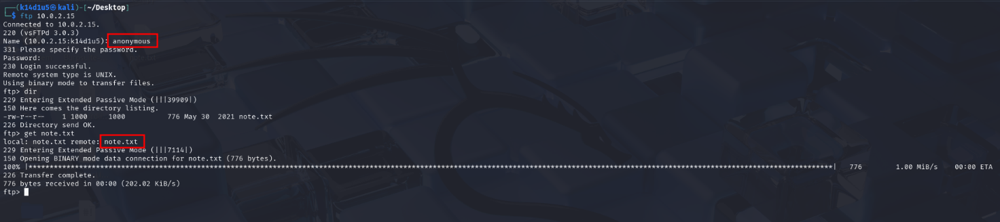 ┌──(k14d1u5㉿kali)-[~/Desktop]
└─$ ftp 10.0.2.15
Connected to 10.0.2.15.
220 (vsFTPd 3.0.3)
Name (10.0.2.15:k14d1u5): anonymous
331 Please specify the password.
Password:
230 Login successful.
Remote system type is UNIX.
Using binary mode to transfer files.
ftp> dir
229 Entering Extended Passive Mode (|||39909|)
150 Here comes the directory listing.
-rw-r--r--    1 1000     1000          776 May 30  2021 note.txt
226 Directory send OK.
ftp> get note.txt
local: note.txt remote: note.txt
229 Entering Extended Passive Mode (|||7114|)
150 Opening BINARY mode data connection for note.txt (776 bytes).
100% |***********************************************************************************************************************************************************************************************| 776 1.00 MiB/s 00:00 ETA
226 Transfer complete.
776 bytes received in 00:00 (202.02 KiB/s)
ftp>